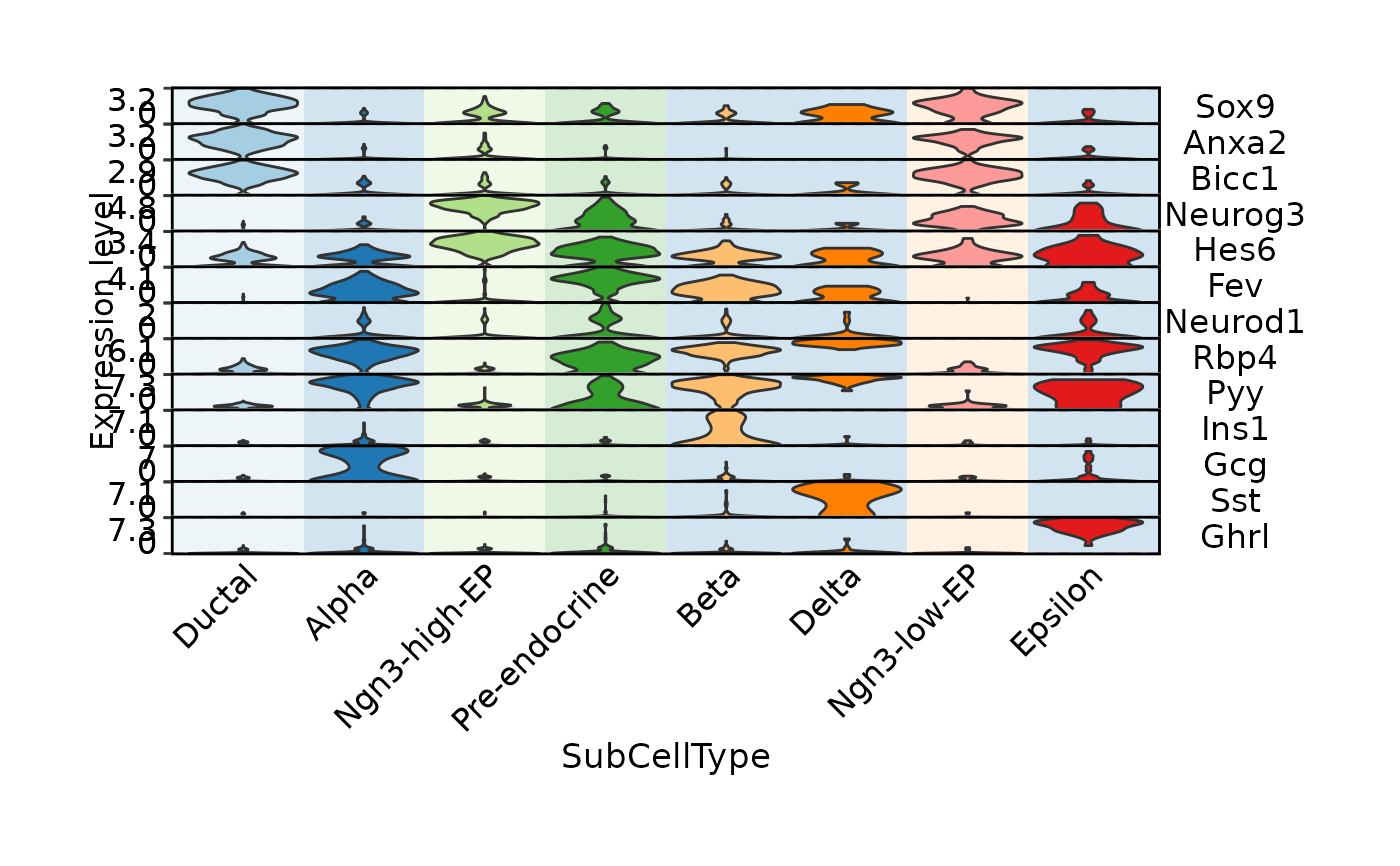 Expression level
3.2
0
Sox9
3.2
0
Anxa2
2.9
0
Bicc1
4.8
0
Neurog3
3.4
0
Hes6
4.1
0
Fev
2
0
Neurod1
6.1
0
Rbp4
7.3
0
Pyy
7.1
0
Ins1
7
0
Gcg
7.1
0
Sst
7.3
0
Ghrl
Ductal
Alpha
Ngn3-high-EP
Pre-endocrine
Beta
Delta
Ngn3-low-EP
Epsilon
SubCellType